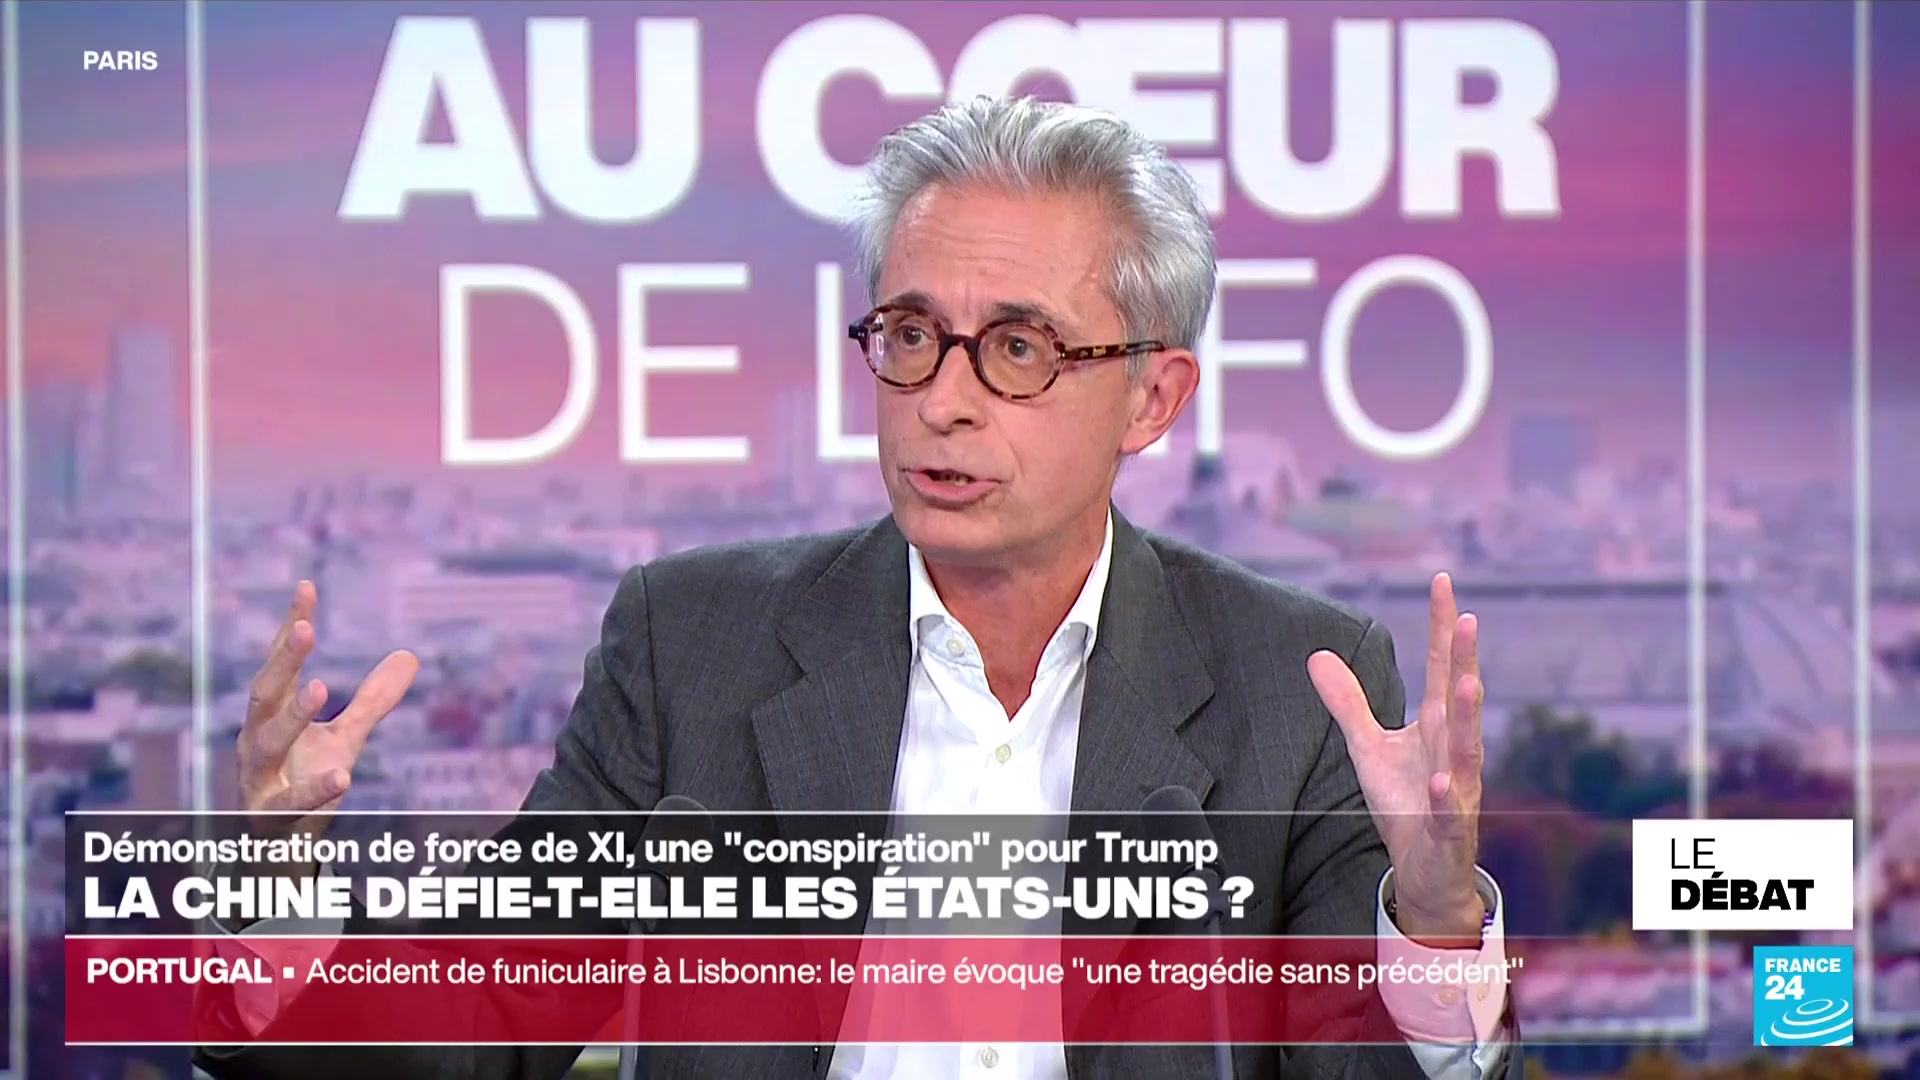 PARIS
AU CŒUR
DE L'INFO
Démonstration de force de XI, une "conspiration" pour Trump
LA CHINE DÉFIE-T-ELLE LES ÉTATS-UNIS ?
LE
DÉBAT
PORTUGAL ▪ Accident de funiculaire à Lisbonne: le maire évoque "une tragédie sans précédent"
FRANCE
24